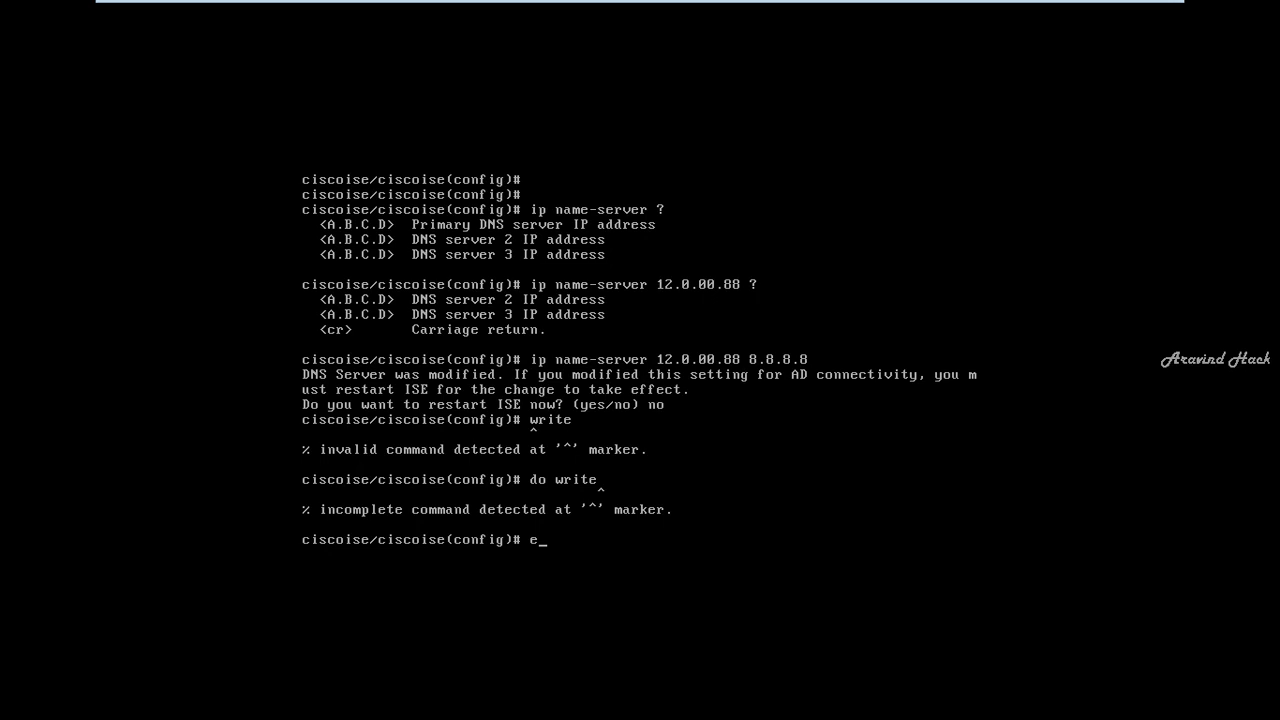 ciscoise/ciscoise(config)#
ciscoise/ciscoise(config)#
ciscoise/ciscoise(config)# ip name-server ?
<A.B.C.D>  Primary DNS server IP address
<A.B.C.D>  DNS server 2 IP address
<A.B.C.D>  DNS server 3 IP address
ciscoise/ciscoise(config)# ip name-server 12.0.00.88 ?
<A.B.C.D>  DNS server 2 IP address
<A.B.C.D>  DNS server 3 IP address
<cr>       Carriage return.
ciscoise/ciscoise(config)# ip name-server 12.0.00.88 8.8.8.8
Aravind Hack
DNS Server was modified. If you modified this setting for AD connectivity, you m
ust restart ISE for the change to take effect.
Do you want to restart ISE now? (yes/no) no
ciscoise/ciscoise(config)# write
^
% invalid command detected at '^' marker.
ciscoise/ciscoise(config)# do write
^
% incomplete command detected at '^' marker.
ciscoise/ciscoise(config)# e_